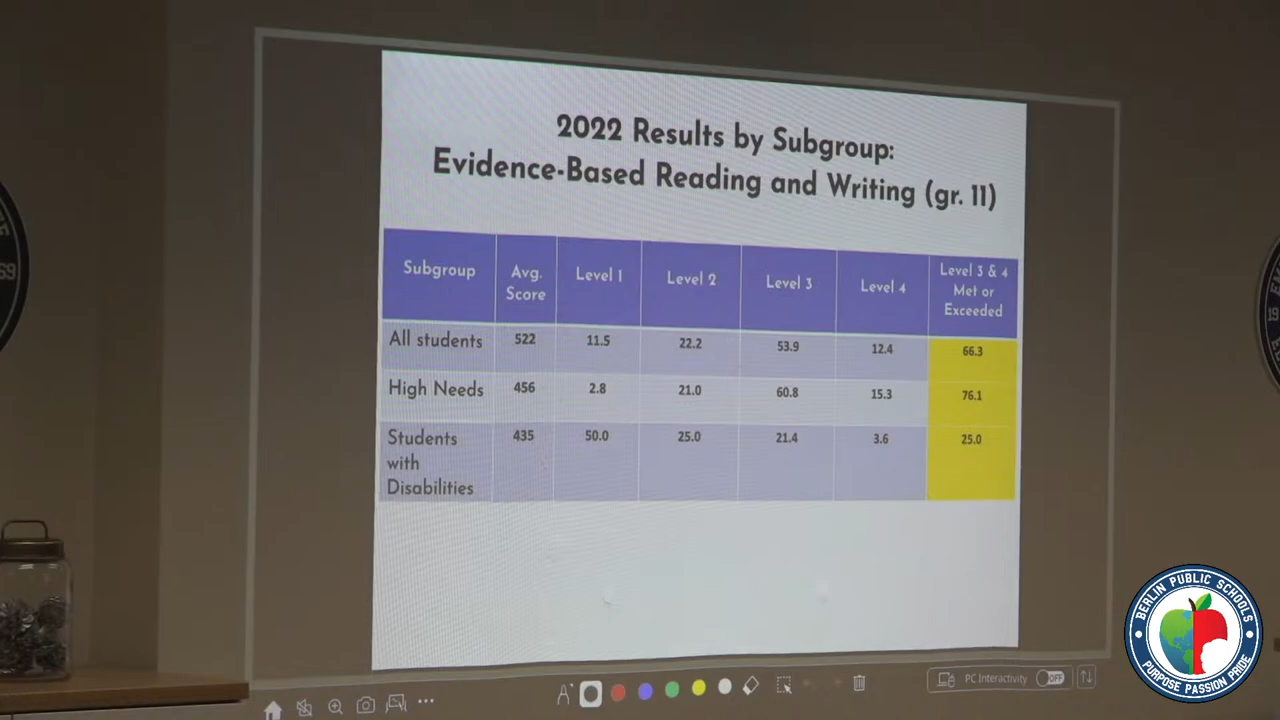 2022 Results by Subgroup:
Evidence-Based Reading and Writing (gr. 11)
Subgroup Avg. Score Level 1 Level 2 Level 3 Level 4 Level 3 & 4 Met or Exceeded
All students 522 11.5 22.2 53.9 12.4 66.3
High Needs 456 2.8 21.0 60.8 15.3 76.1
Students with Disabilities 435 50.0 25.0 21.4 3.6 25.0
PC Interactivity OFF
BERLIN PUBLIC SCHOOLS
PURPOSE PASSION PRIDE